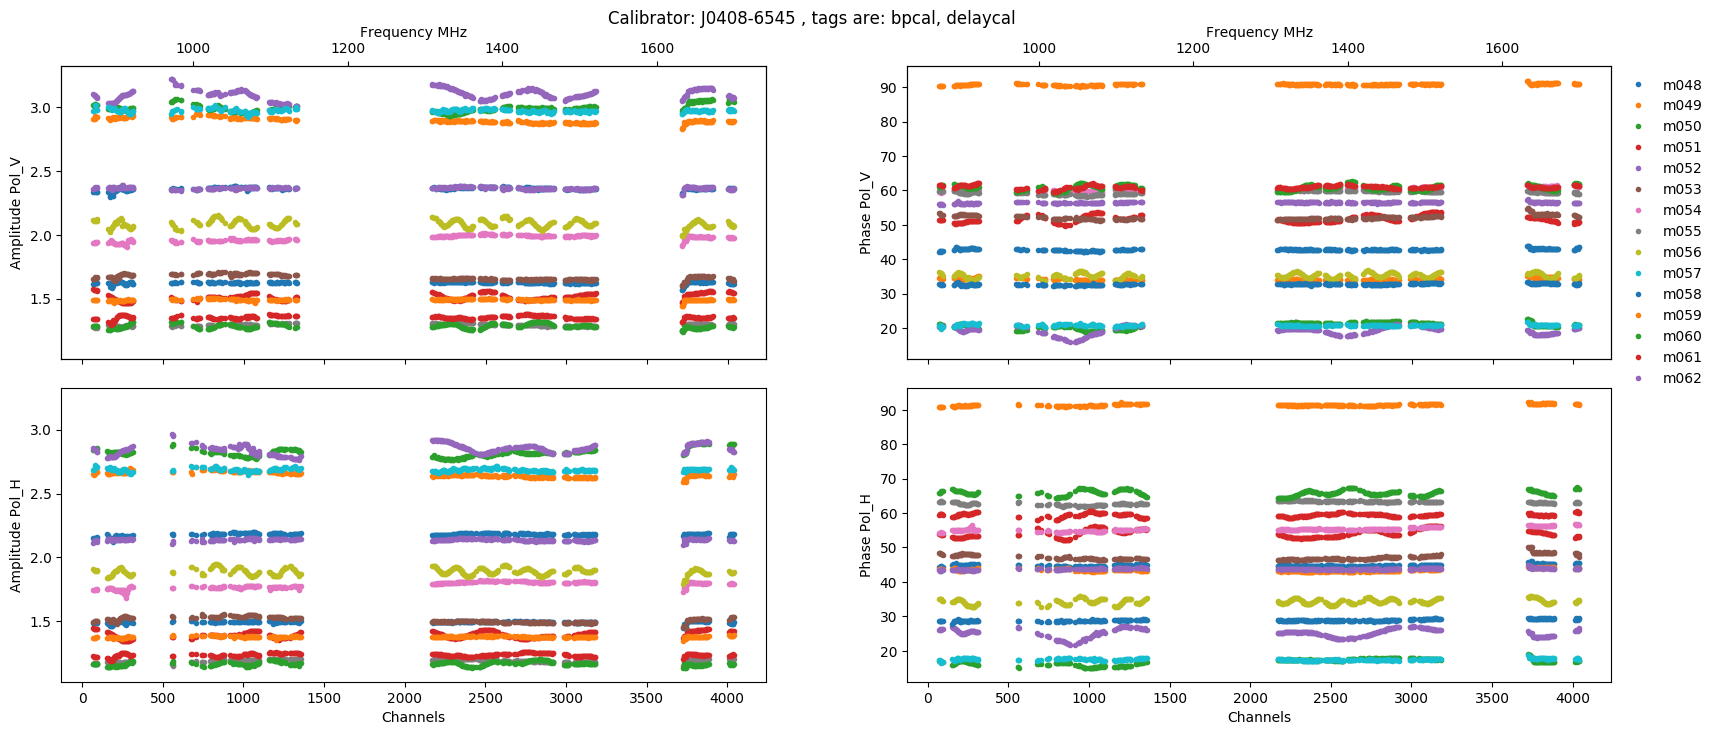 Calibrator: J0408-6545 , tags are: bpcal, delaycal
Frequency MHz
1000 1200 1400 1600
Amplitude Pol_V
3.0
2.5
2.0
1.5
Frequency MHz
1000 1200 1400 1600
Phase Pol_V
90
80
70
60
50
40
30
20
m048
m049
m050
m051
m052
m053
m054
m055
m056
m057
m058
m059
m060
m061
m062
Amplitude Pol_H
3.0
2.5
2.0
1.5
0 500 1000 1500 2000 2500 3000 3500 4000
Channels
Phase Pol_H
90
80
70
60
50
40
30
20
0 500 1000 1500 2000 2500 3000 3500 4000
Channels